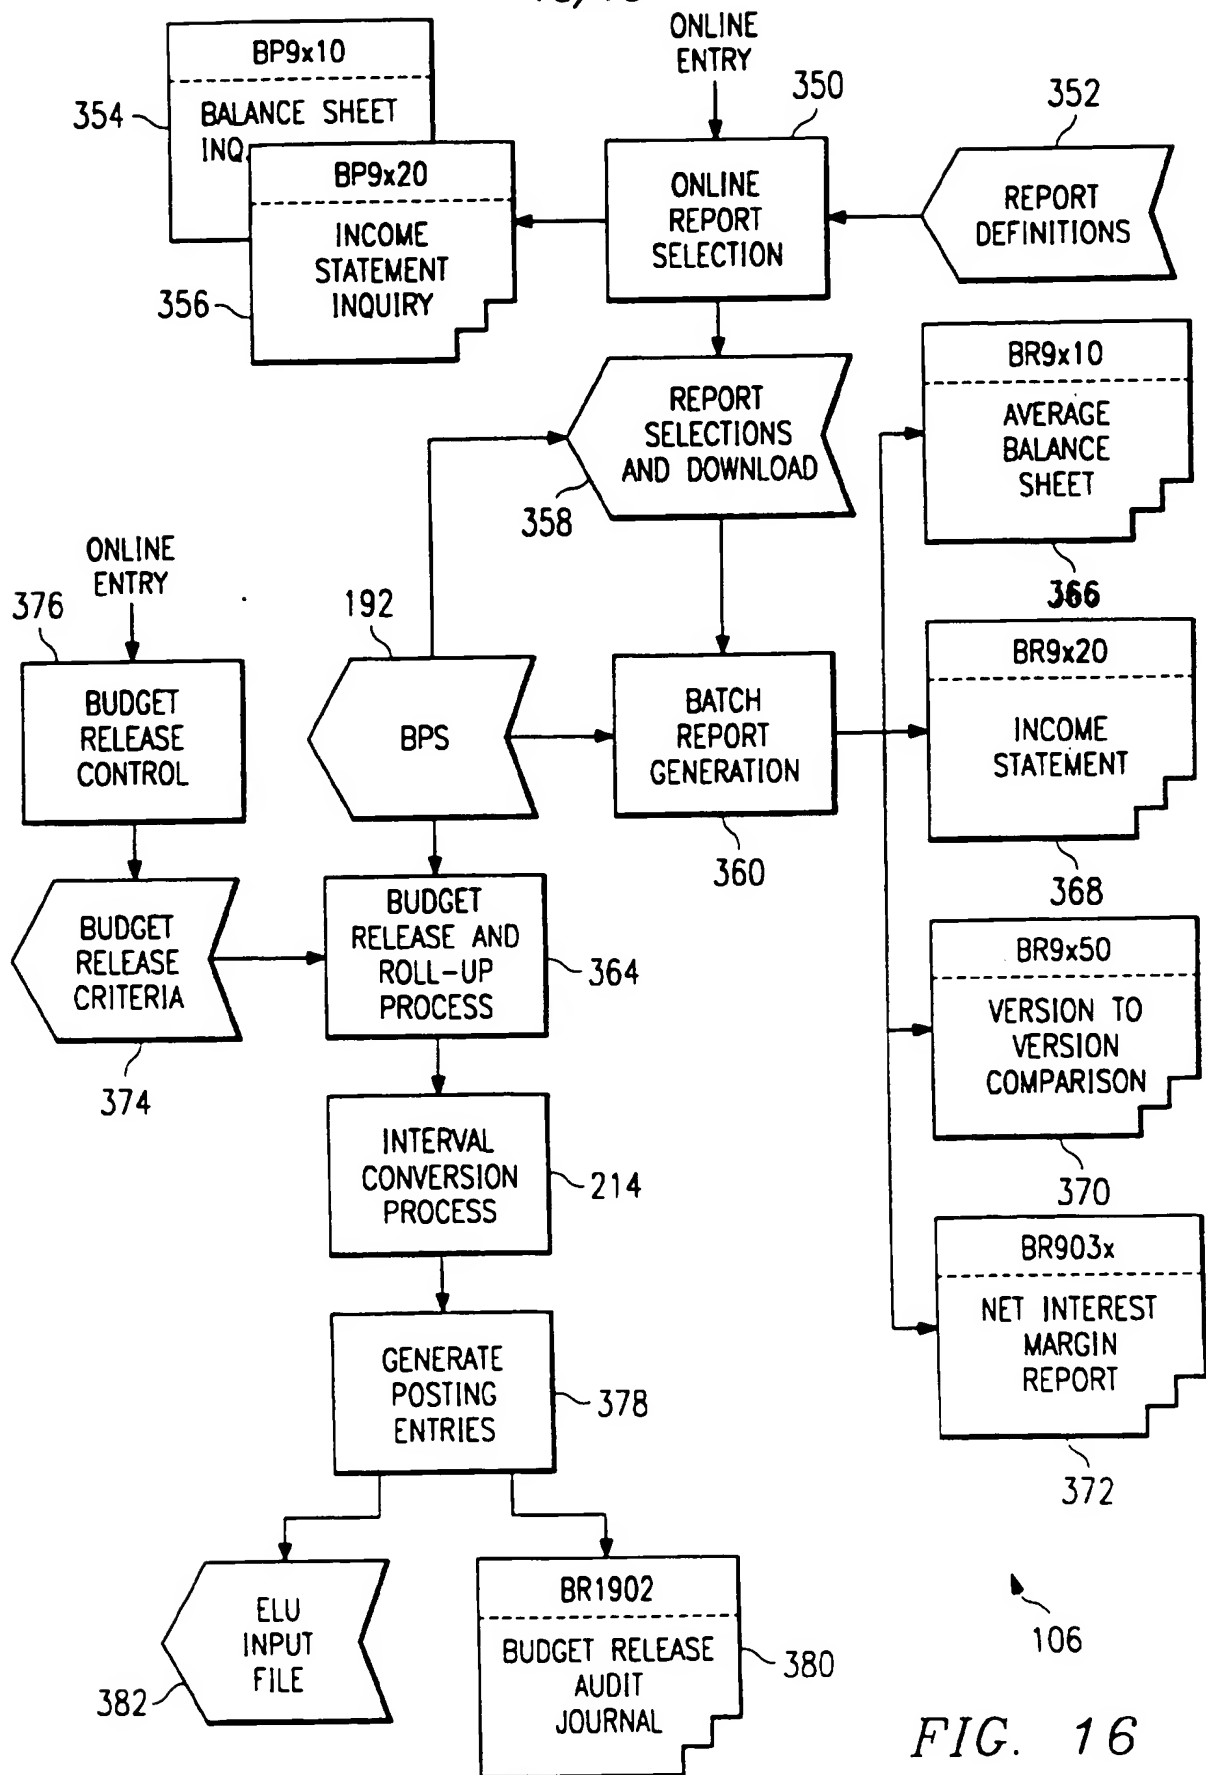 ONLINE
ENTRY
BP9x10
BALANCE SHEET
INQ.
354
BP9x20
INCOME
STATEMENT
INQUIRY
356
350
ONLINE
REPORT
SELECTION
352
REPORT
DEFINITIONS
REPORT
SELECTIONS
AND DOWNLOAD
358
BR9x10
AVERAGE
BALANCE
SHEET
366
ONLINE
ENTRY
376
BUDGET
RELEASE
CONTROL
192
BPS
BATCH
REPORT
GENERATION
360
BR9x20
INCOME
STATEMENT
368
BUDGET
RELEASE
CRITERIA
374
BUDGET
RELEASE AND
ROLL-UP
PROCESS
364
BR9x50
VERSION TO
VERSION
COMPARISON
370
INTERVAL
CONVERSION
PROCESS
214
BR903x
NET INTEREST
MARGIN
REPORT
372
GENERATE
POSTING
ENTRIES
378
ELU
INPUT
FILE
382
BR1902
BUDGET RELEASE
AUDIT
JOURNAL
380
106
FIG. 16